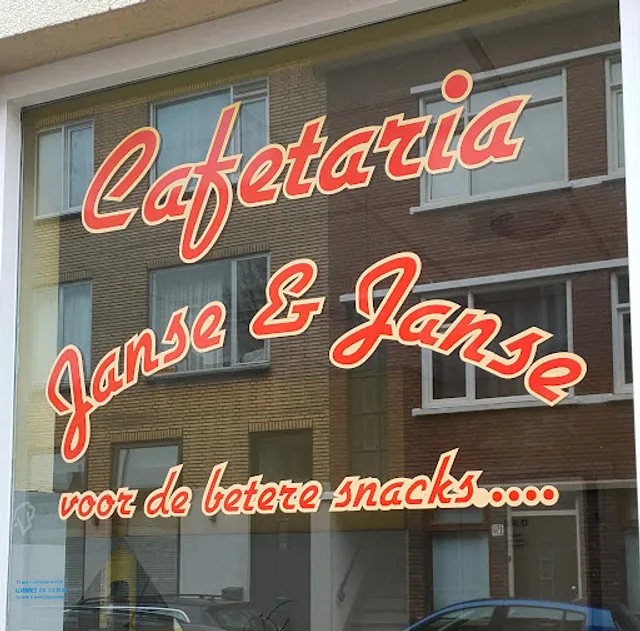 Cafetaria
Janse & Janse
voor de betere snacks.....